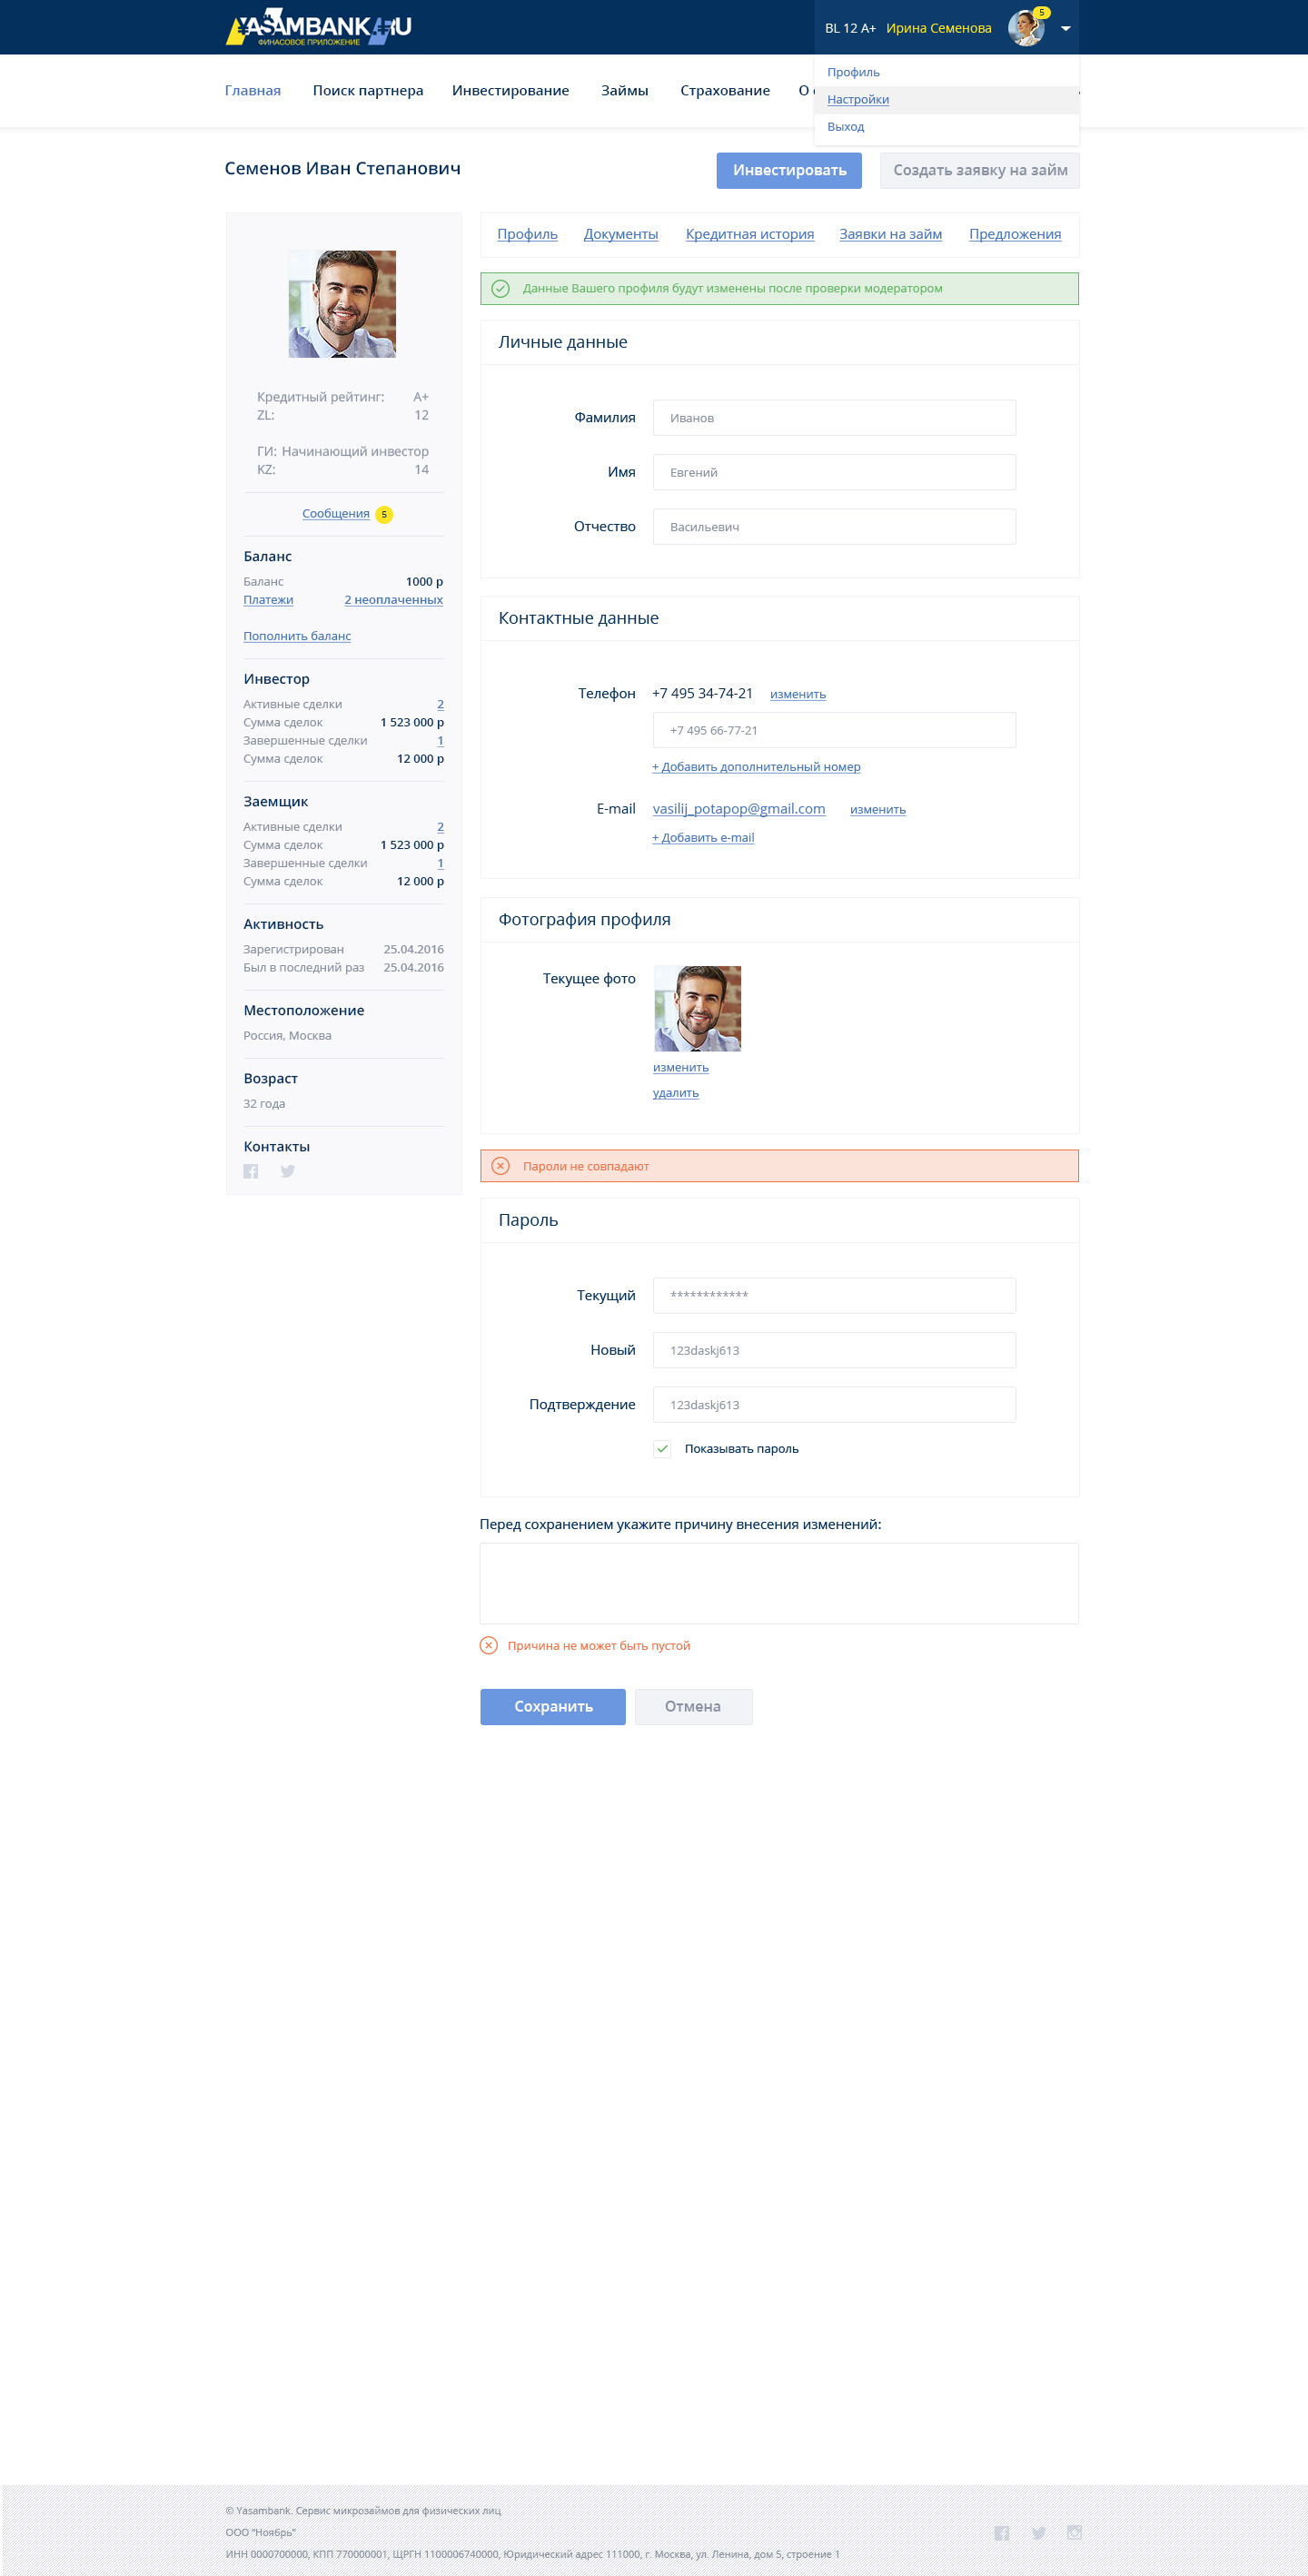 YASAMBANK.RU
ФИНАСОВОЕ ПРИЛОЖЕНИЕ
BL 12 A+ Ирина Семенова 5
Профиль
Настройки
Выход
Главная Поиск партнера Инвестирование Займы Страхование О
Семенов Иван Степанович
Инвестировать Создать заявку на займ
Профиль Документы Кредитная история Заявки на займ Предложения
Данные Вашего профиля будут изменены после проверки модератором
Кредитный рейтинг: A+
ZL: 12
ГИ: Начинающий инвестор
KZ: 14
Сообщения 5
Баланс
Баланс 1000 р
Платежи 2 неоплаченных
Пополнить баланс
Инвестор
Активные сделки 2
Сумма сделок 1 523 000 р
Завершенные сделки 1
Сумма сделок 12 000 р
Заемщик
Активные сделки 2
Сумма сделок 1 523 000 р
Завершенные сделки 1
Сумма сделок 12 000 р
Активность
Зарегистрирован 25.04.2016
Был в последний раз 25.04.2016
Местоположение
Россия, Москва
Возраст
32 года
Контакты
Личные данные
Фамилия Иванов
Имя Евгений
Отчество Васильевич
Контактные данные
Телефон +7 495 34-74-21 изменить
+7 495 66-77-21
+ Добавить дополнительный номер
E-mail vasilij_potapop@gmail.com изменить
+ Добавить e-mail
Фотография профиля
Текущее фото
изменить
удалить
Пароли не совпадают
Пароль
Текущий ************
Новый 123daskj613
Подтверждение 123daskj613
Показывать пароль
Перед сохранением укажите причину внесения изменений:
Причина не может быть пустой
Сохранить Отмена
© Yasambank. Сервис микрозаймов для физических лиц
ООО "Ноябрь"
ИНН 0000700000, КПП 770000001, ЩРГН 1100006740000, Юридический адрес 111000, г. Москва, ул. Ленина, дом 5, строение 1